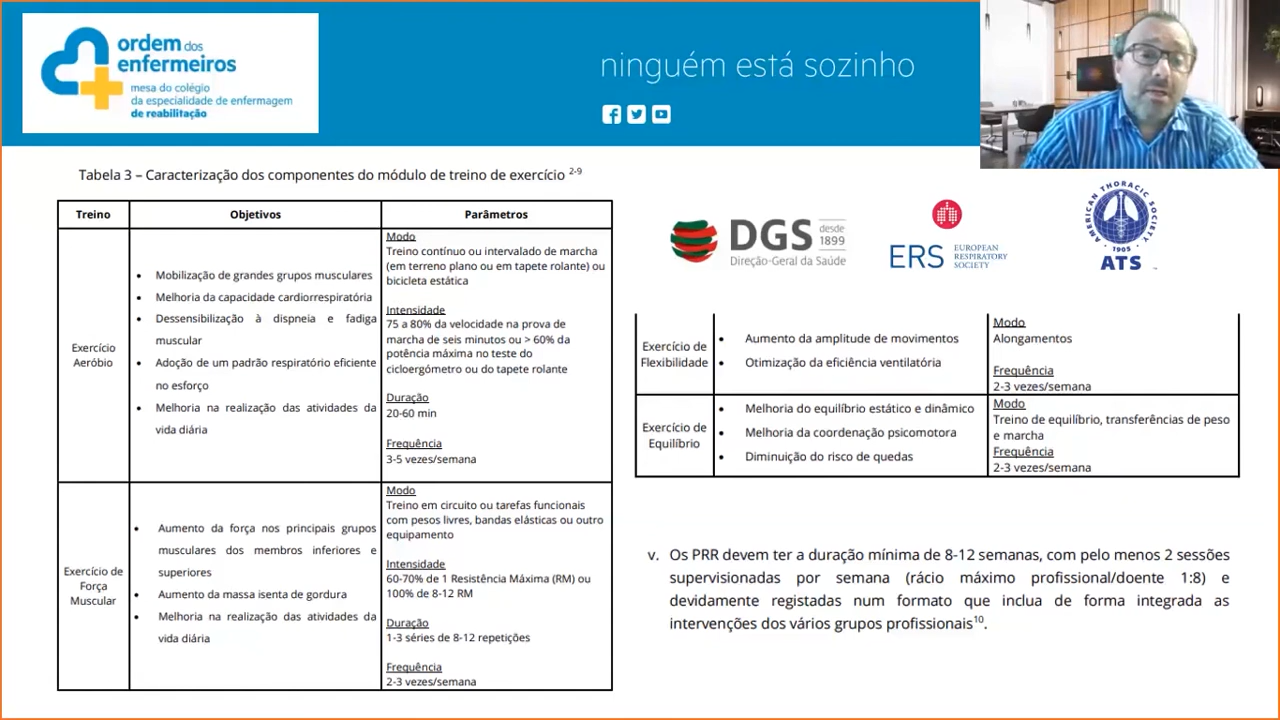 ordem dos
enfermeiros
mesa do colégio
da especialidade de enfermagem
de reabilitação
ninguém está sozinho
Tabela 3 – Caracterização dos componentes do módulo de treino de exercício 2-9
Treino
Objetivos
Parâmetros
Exercício
Aeróbio
• Mobilização de grandes grupos musculares
• Melhoria da capacidade cardiorrespiratória
• Dessensibilização à dispneia e fadiga
muscular
• Adoção de um padrão respiratório eficiente
no esforço
• Melhoria na realização das atividades da
vida diária
Modo
Treino contínuo ou intervalado de marcha
(em terreno plano ou em tapete rolante) ou
bicicleta estática
Intensidade
75 a 80% da velocidade na prova de
marcha de seis minutos ou > 60% da
potência máxima no teste do
cicloergómetro ou do tapete rolante
Duração
20-60 min
Frequência
3-5 vezes/semana
Exercício de
Força
Muscular
• Aumento da força nos principais grupos
musculares dos membros inferiores e
superiores
• Aumento da massa isenta de gordura
• Melhoria na realização das atividades da
vida diária
Modo
Treino em circuito ou tarefas funcionais
com pesos livres, bandas elásticas ou outro
equipamento
Intensidade
60-70% de 1 Resistência Máxima (RM) ou
100% de 8-12 RM
Duração
1-3 séries de 8-12 repetições
Frequência
2-3 vezes/semana
DGS desde
1899
Direção-Geral da Saúde
ERS EUROPEAN
RESPIRATORY
SOCIETY
AMERICAN THORACIC SOCIETY
• 1905 •
ATS
Exercício de
Flexibilidade
• Aumento da amplitude de movimentos
• Otimização da eficiência ventilatória
Modo
Alongamentos
Frequência
2-3 vezes/semana
Exercício de
Equilíbrio
• Melhoria do equilíbrio estático e dinâmico
• Melhoria da coordenação psicomotora
• Diminuição do risco de quedas
Modo
Treino de equilíbrio, transferências de peso
e marcha
Frequência
2-3 vezes/semana
v. Os PRR devem ter a duração mínima de 8-12 semanas, com pelo menos 2 sessões
supervisionadas por semana (rácio máximo profissional/doente 1:8) e
devidamente registadas num formato que inclua de forma integrada as
intervenções dos vários grupos profissionais10.